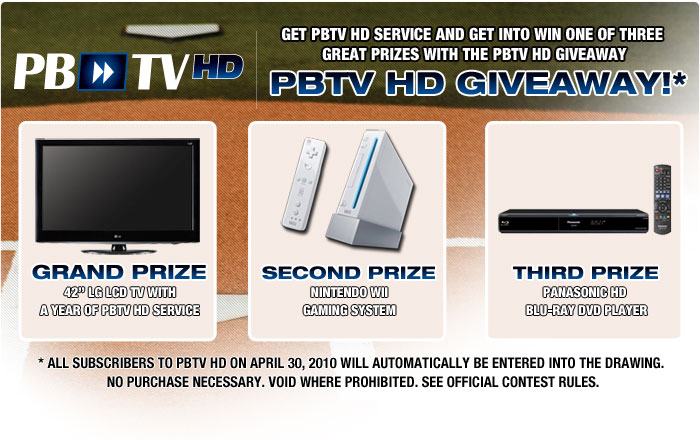 GET PBTV HD SERVICE AND GET INTO WIN ONE OF THREE
GREAT PRIZES WITH THE PBTV HD GIVEAWAY
PB TV HD
PBTV HD GIVEAWAY!*
GRAND PRIZE
42" LG LCD TV WITH
A YEAR OF PBTV HD SERVICE
SECOND PRIZE
NINTENDO WII
GAMING SYSTEM
THIRD PRIZE
PANASONIC HD
BLU-RAY DVD PLAYER
* ALL SUBSCRIBERS TO PBTV HD ON APRIL 30, 2010 WILL AUTOMATICALLY BE ENTERED INTO THE DRAWING.
NO PURCHASE NECESSARY. VOID WHERE PROHIBITED. SEE OFFICIAL CONTEST RULES.